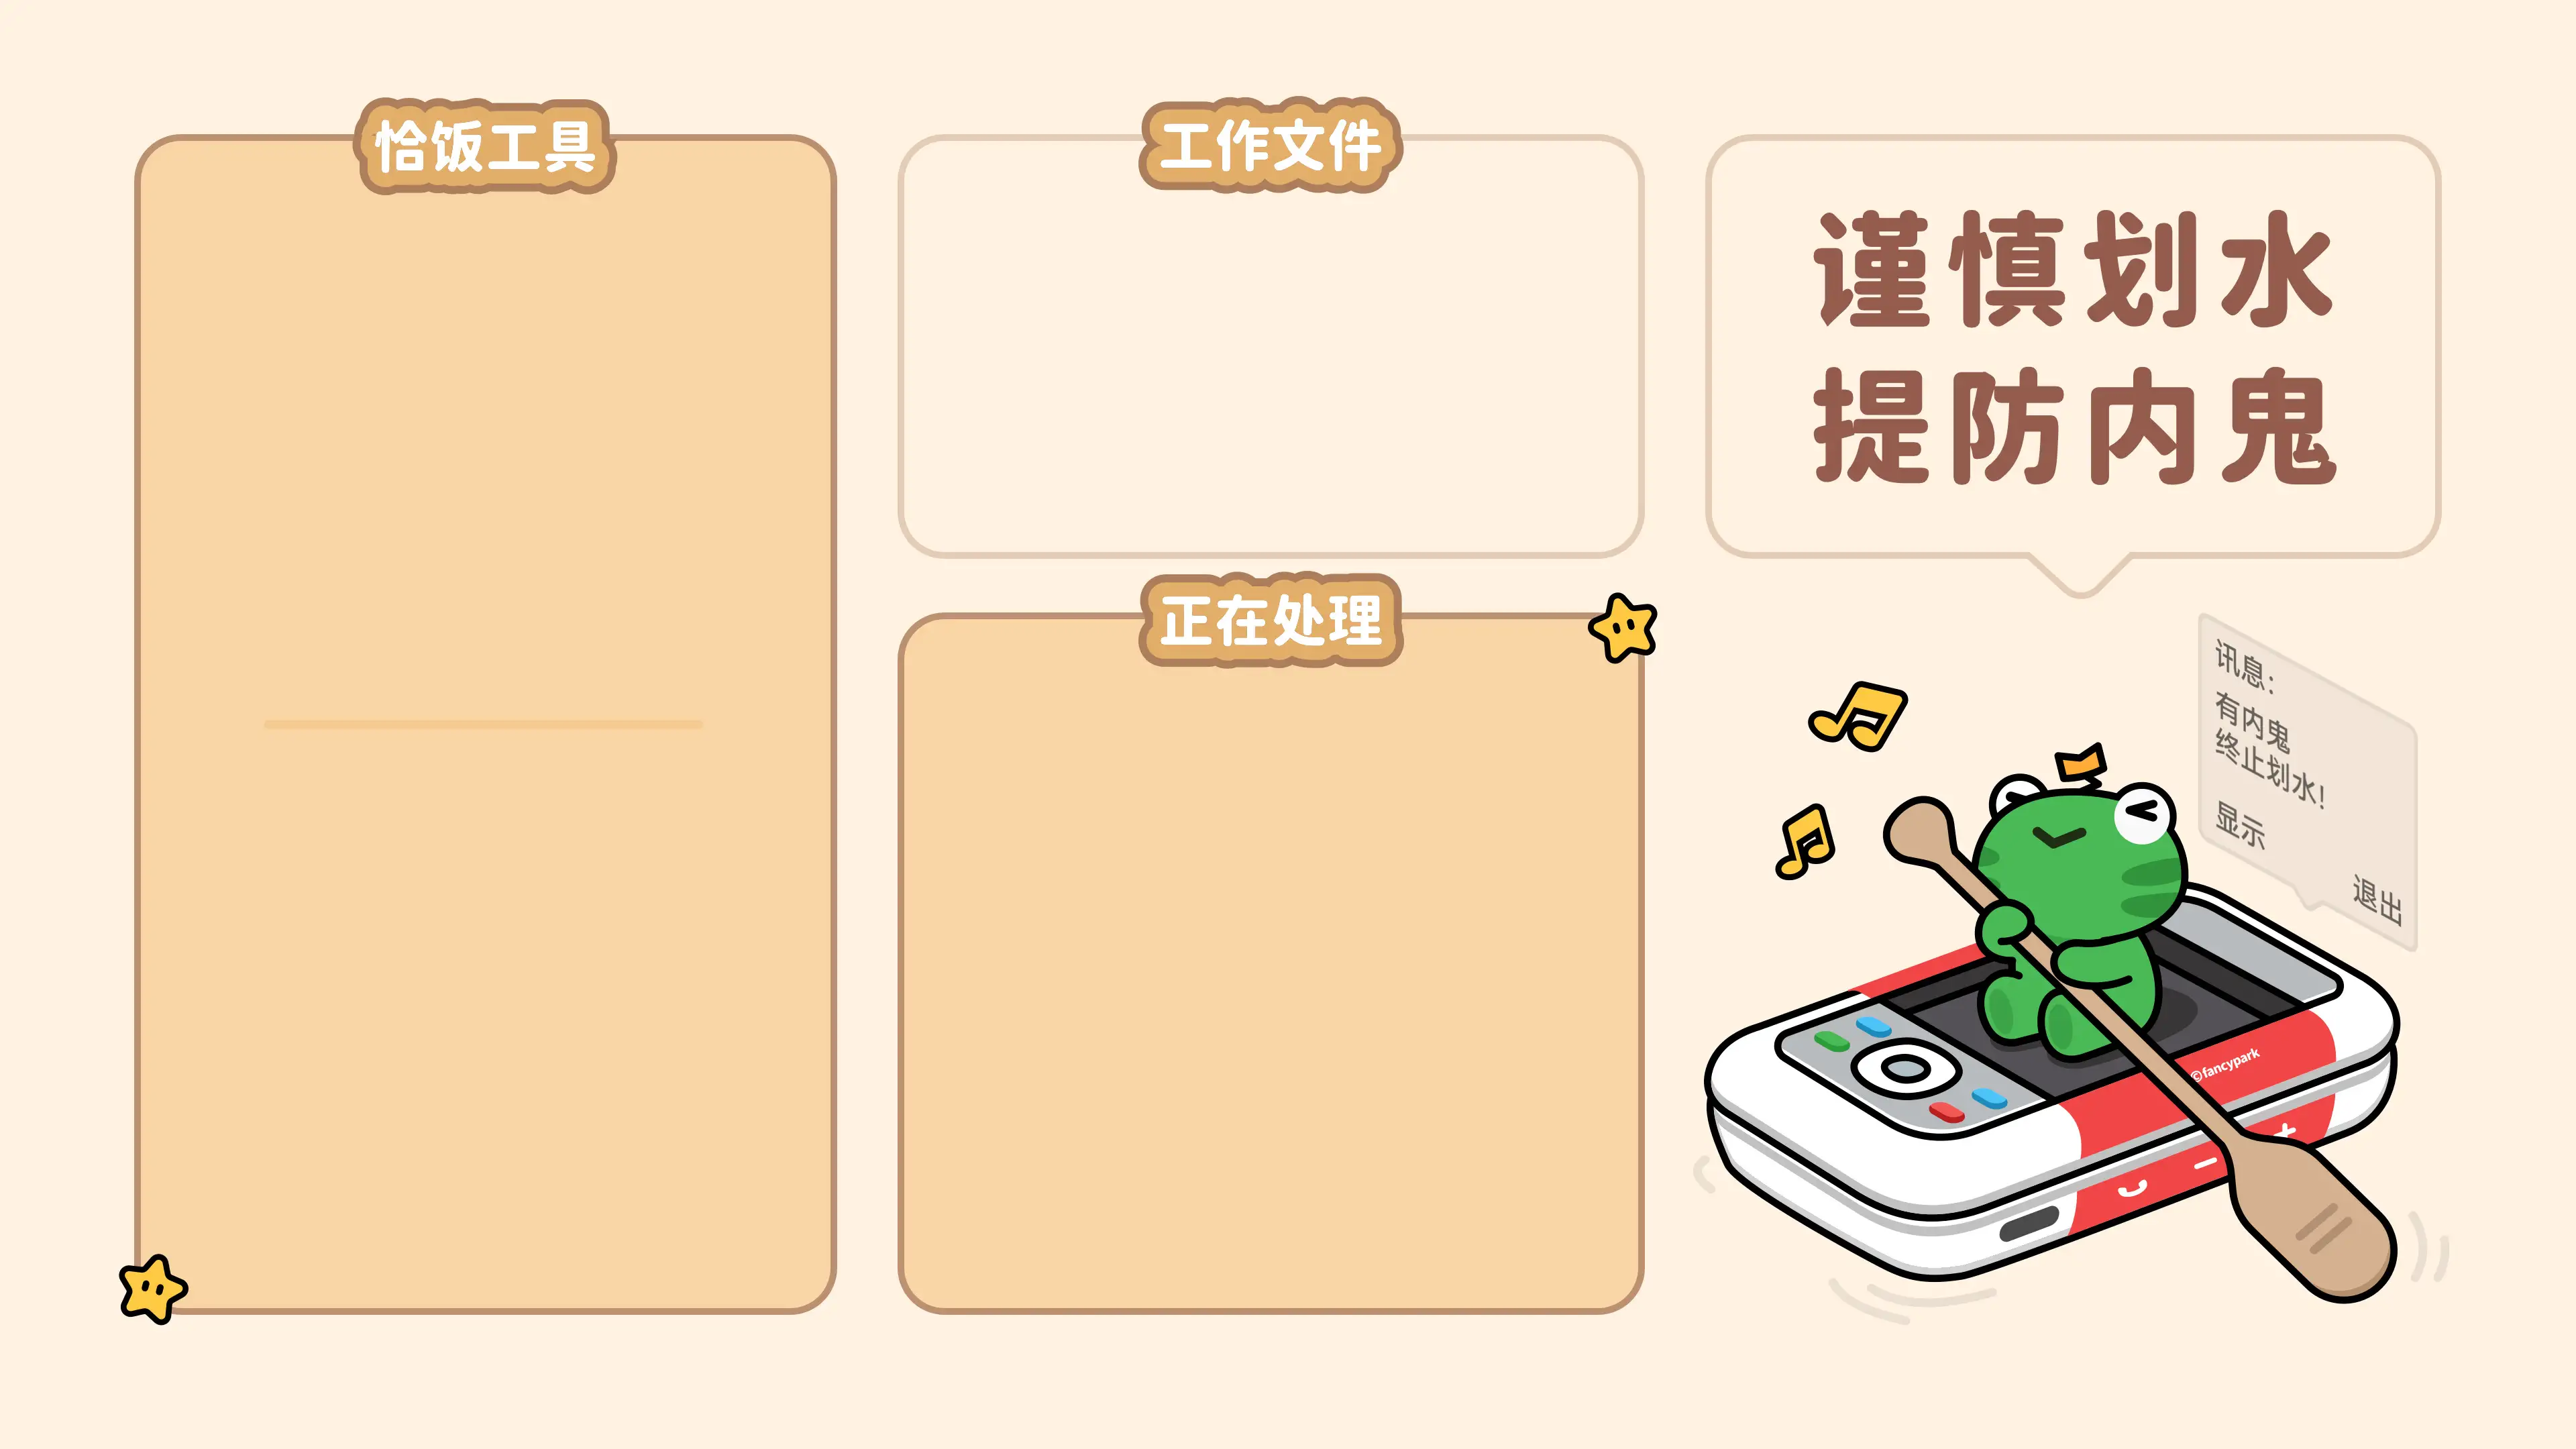 恰饭工具
工作文件
正在处理
谨慎划水
提防内鬼
讯息：
有内鬼
终止划水！
显示
退出
©fancypark